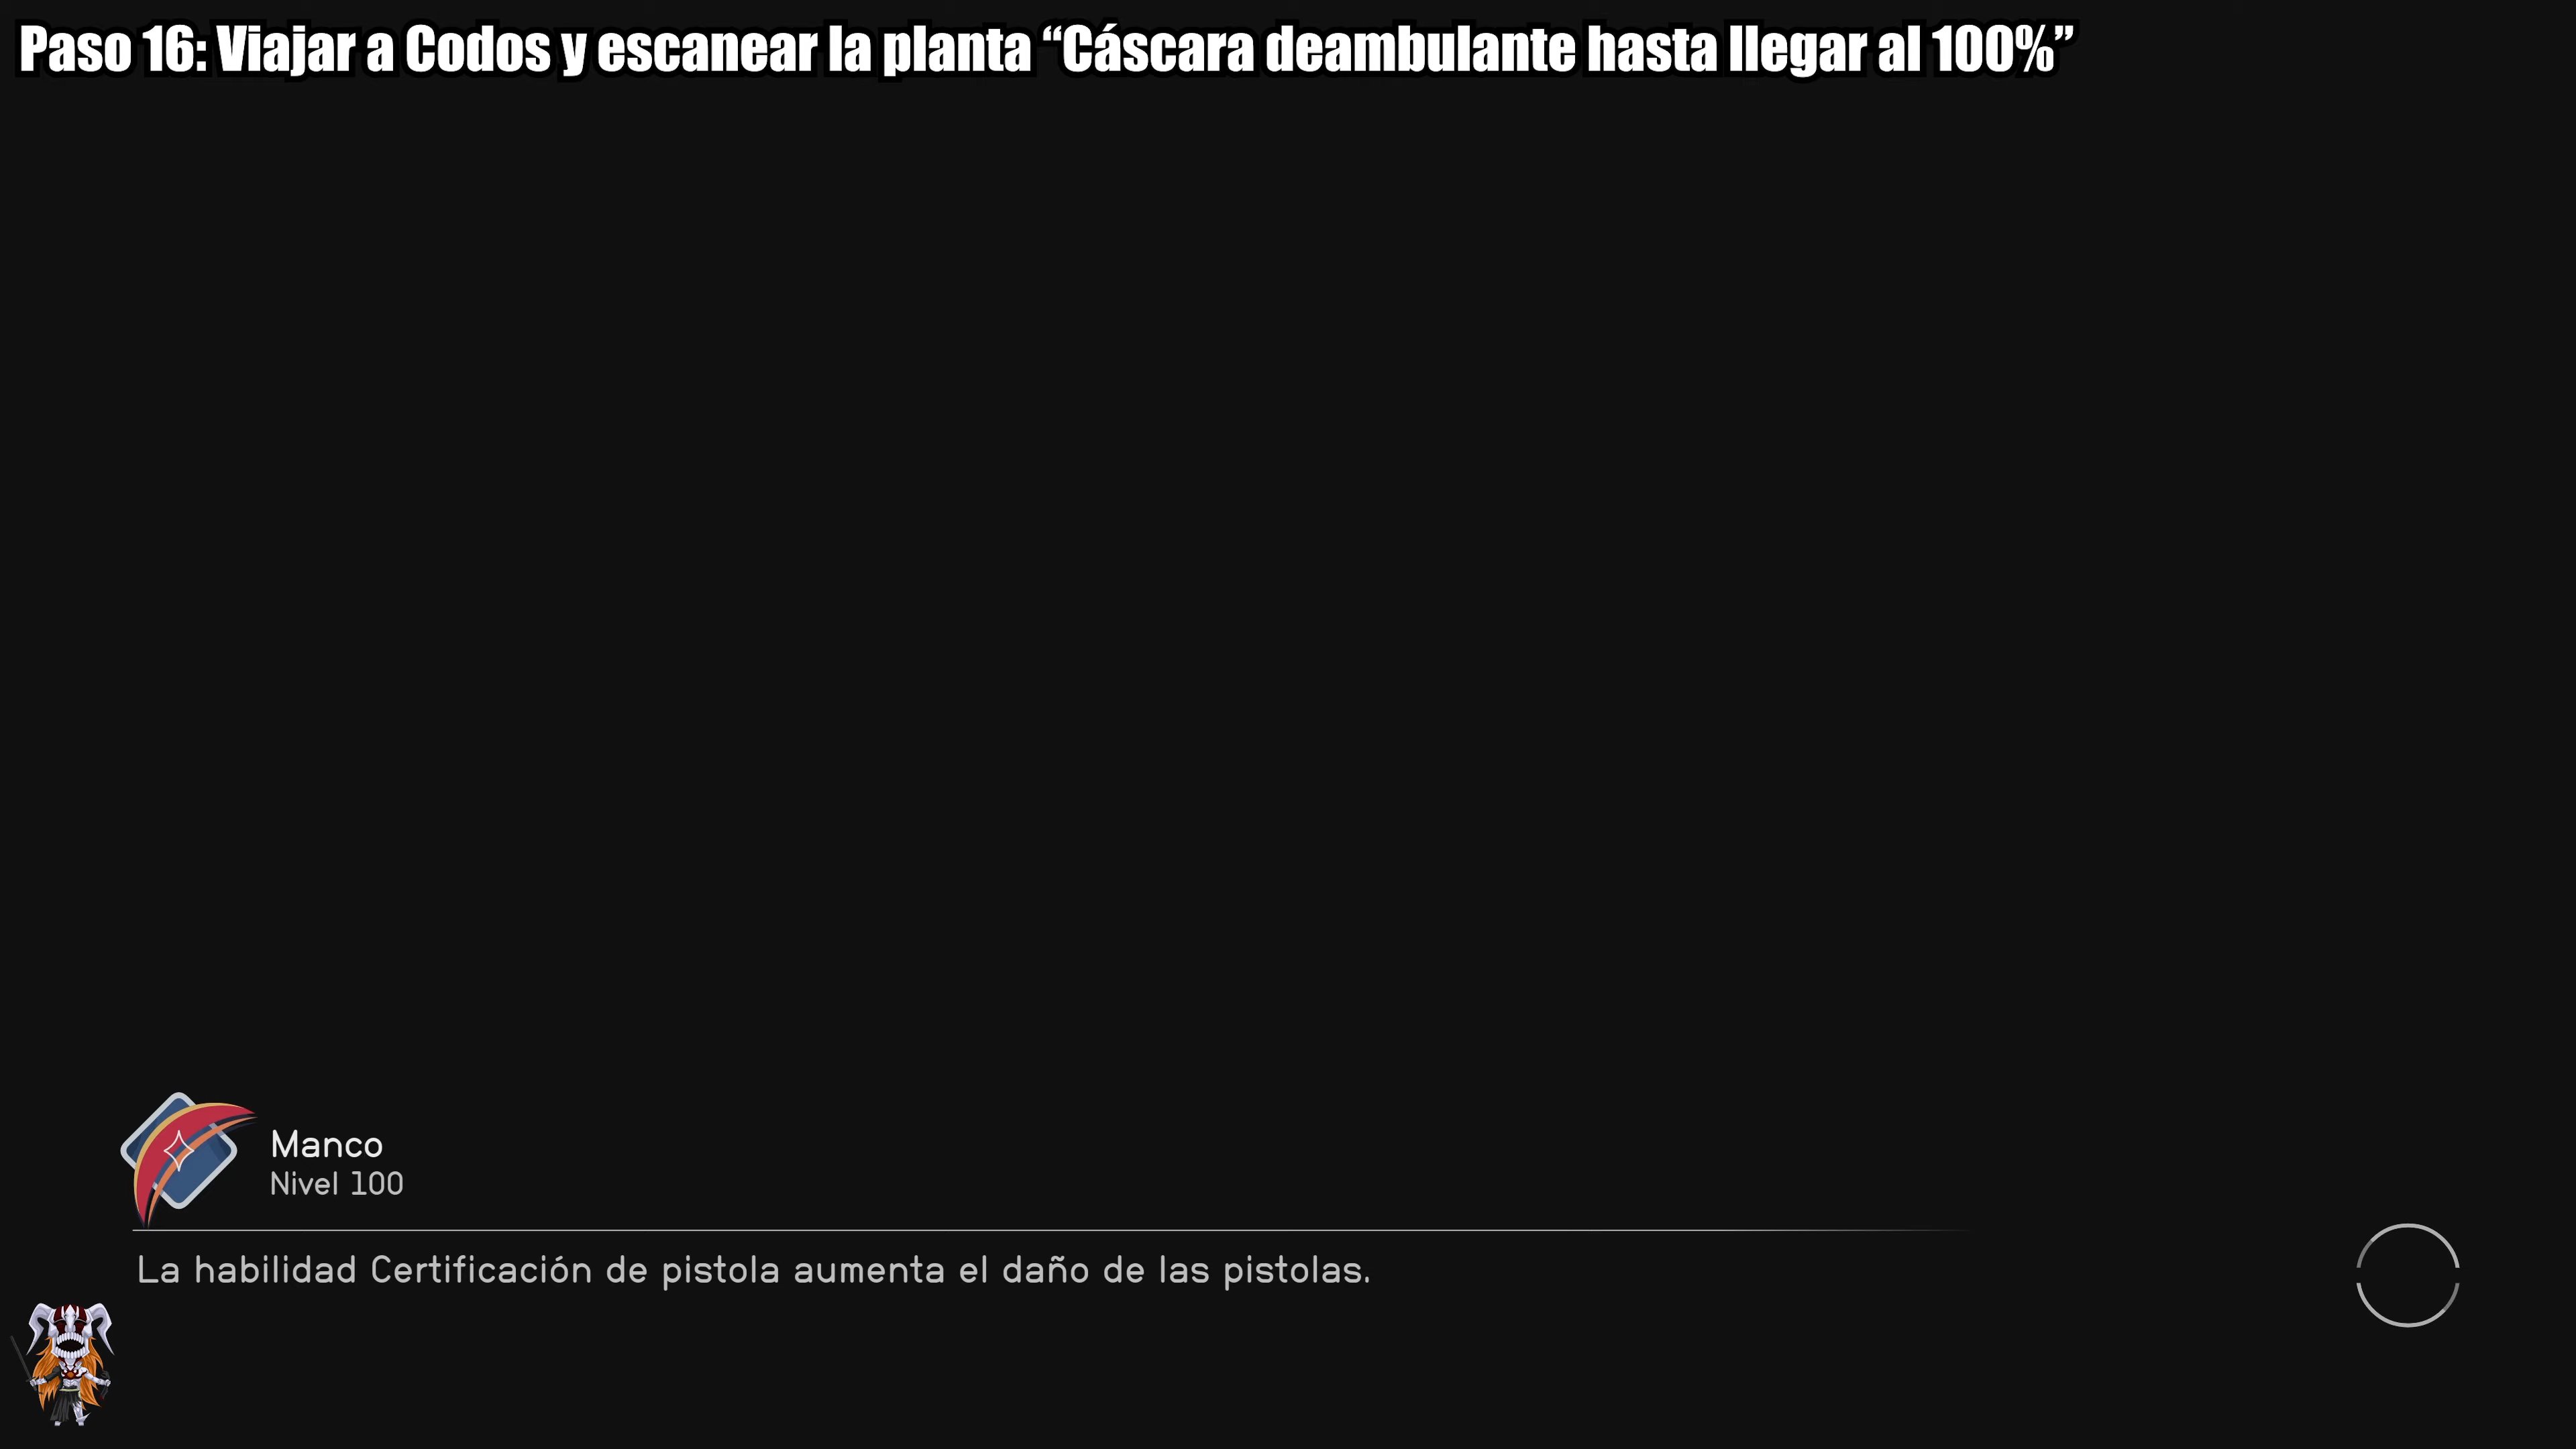 Paso 16: Viajar a Codos y escanear la planta “Cáscara deambulante hasta llegar al 100%”
Manco
Nivel 100
La habilidad Certificación de pistola aumenta el daño de las pistolas.